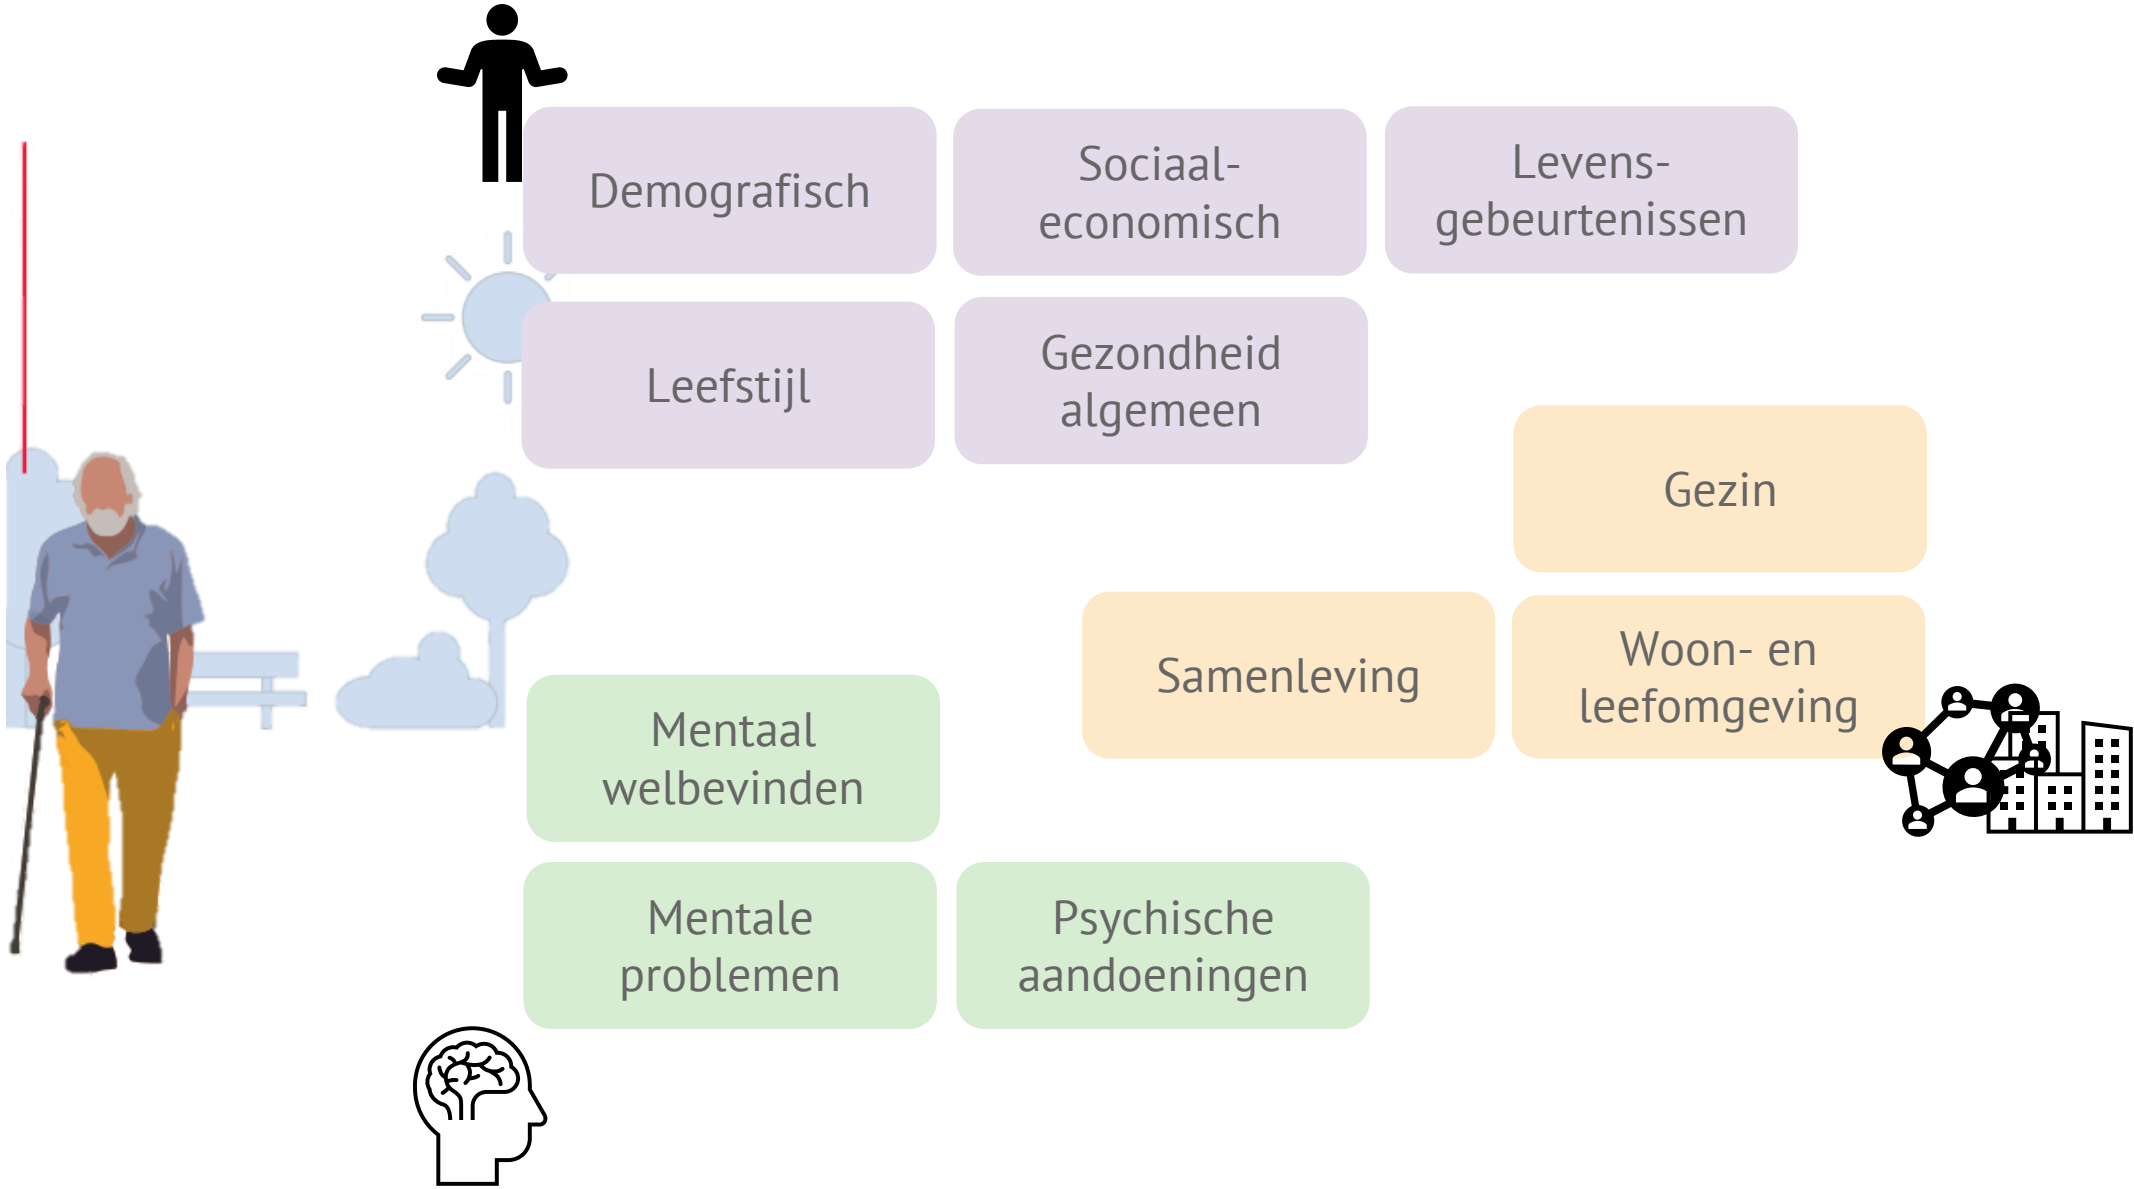 Demografisch
Sociaal-
economisch
Levens-
gebeurtenissen
Leefstijl
Gezondheid
algemeen
Gezin
Samenleving
Woon- en
leefomgeving
Mentaal
welbevinden
Mentale
problemen
Psychische
aandoeningen